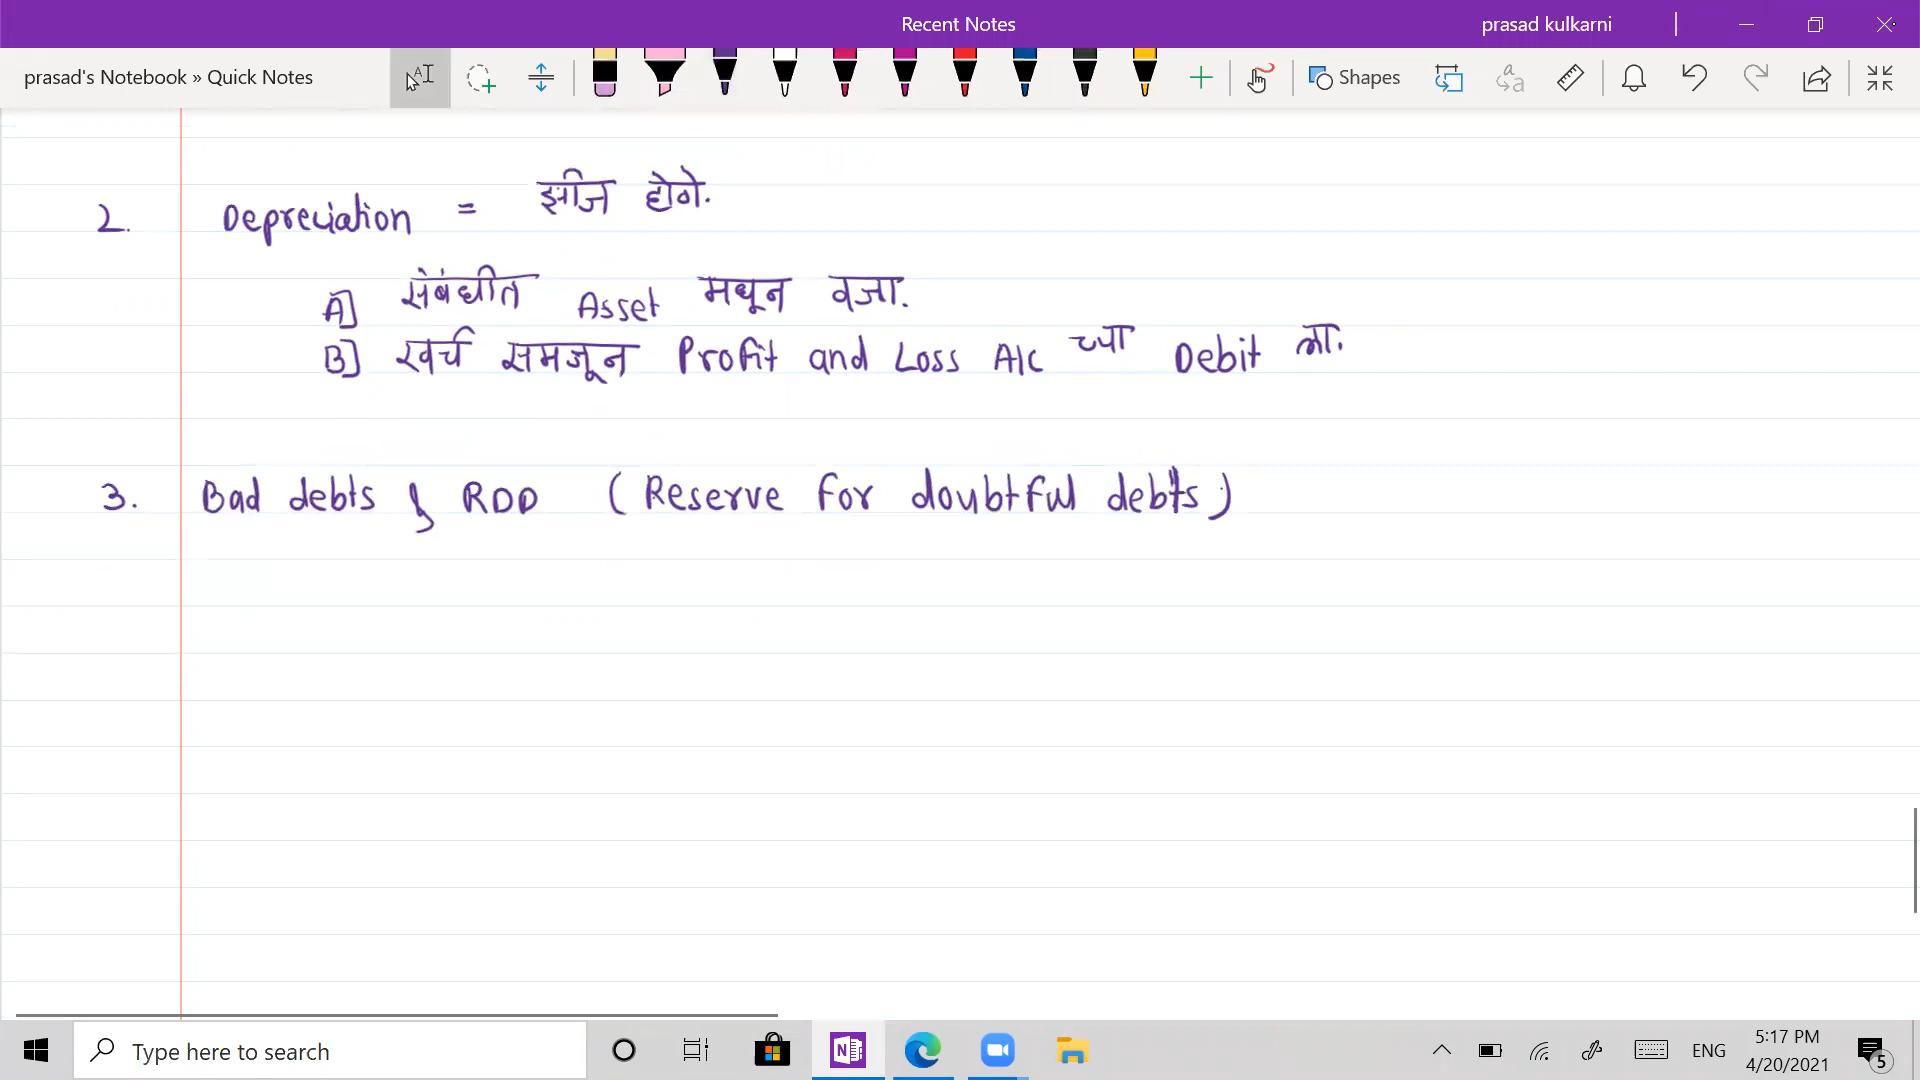 Recent Notes
prasad kulkarni
prasad's Notebook » Quick Notes
Shapes
2. Depreciation = झीज होणे.
A] संबंधीत Asset मधून वजा.
B] खर्च समजून Profit and Loss A/C च्या Debit ला.
3. Bad debts & RDD (Reserve for doubtful debts)
Type here to search
ENG
5:17 PM
4/20/2021
5